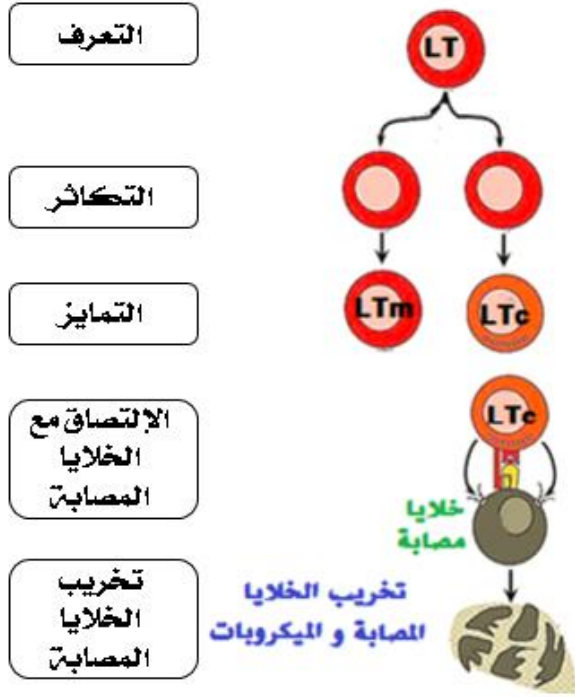 التعرف
LT
التكاثر
التمايز
LTm
LTc
الإلتصاق مع
الخلايا
المصابة
LTc
خلايا
مصابة
تخريب
الخلايا
المصابة
تخريب الخلايا
المصابة و الميكروبات